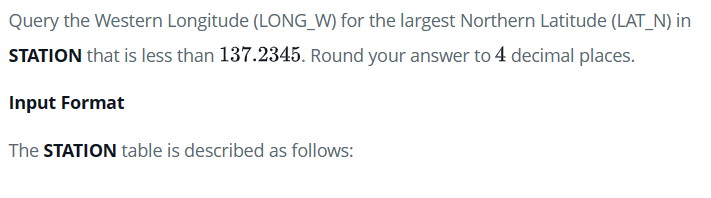 Query the Western Longitude (LONG_W) for the largest Northern Latitude (LAT_N) in
STATION that is less than 137.2345. Round your answer to 4 decimal places.
Input Format
The STATION table is described as follows: